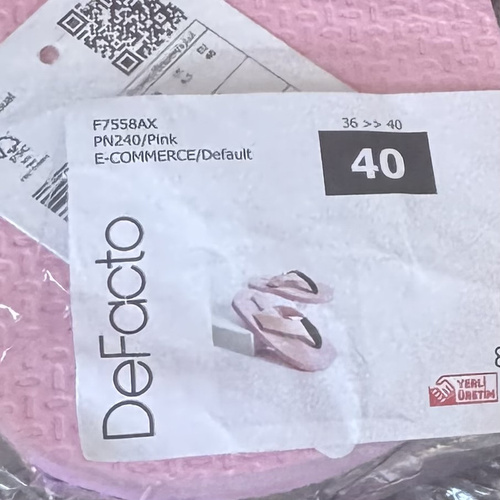 F7558AX
PN240/Pink
E-COMMERCE/Default
36 >> 40
40
DeFacto
YERLİ
ÜRETİM